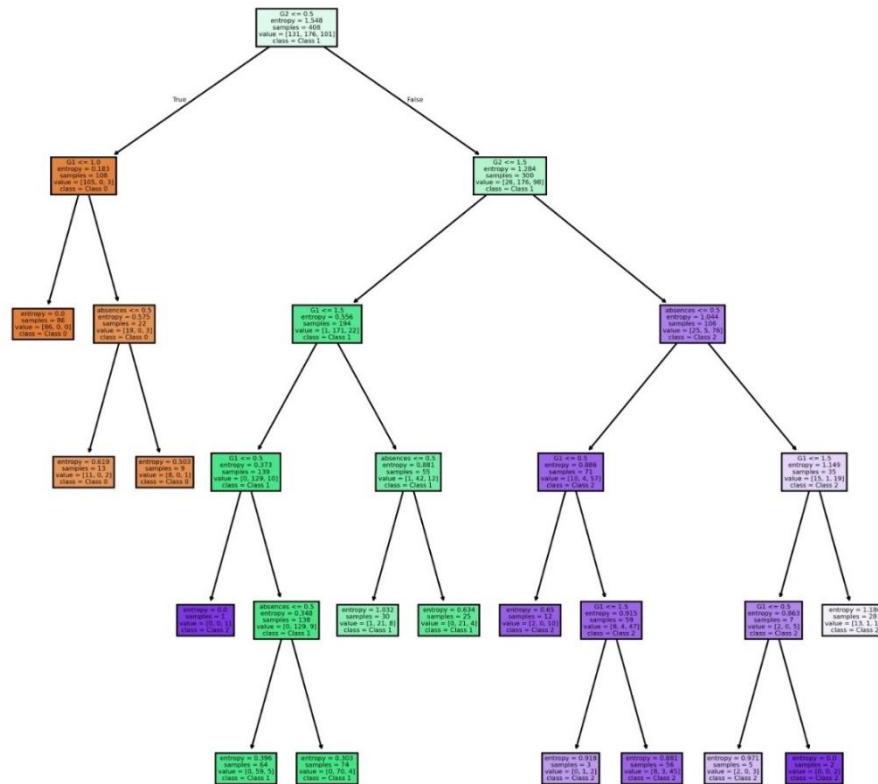 G2 <= 0.5
entropy = 1.548
samples = 408
value = [131, 176, 101]
class = Class 1
True
False
G1 <= 1.0
entropy = 0.183
samples = 108
value = [105, 0, 3]
class = Class 0
G2 <= 1.5
entropy = 1.284
samples = 300
value = [26, 176, 98]
class = Class 1
entropy = 0.0
samples = 86
value = [86, 0, 0]
class = Class 0
absences <= 0.5
entropy = 0.575
samples = 22
value = [19, 0, 3]
class = Class 0
G1 <= 1.5
entropy = 0.556
samples = 194
value = [1, 171, 22]
class = Class 1
absences <= 0.5
entropy = 1.044
samples = 106
value = [25, 5, 76]
class = Class 2
entropy = 0.619
samples = 13
value = [11, 0, 2]
class = Class 0
entropy = 0.503
samples = 9
value = [8, 0, 1]
class = Class 0
G1 <= 0.5
entropy = 0.373
samples = 139
value = [0, 129, 10]
class = Class 1
absences <= 0.5
entropy = 0.881
samples = 55
value = [1, 42, 12]
class = Class 1
G1 <= 0.5
entropy = 0.886
samples = 71
value = [10, 4, 57]
class = Class 2
G1 <= 1.5
entropy = 1.149
samples = 35
value = [15, 1, 19]
class = Class 2
entropy = 0.0
samples = 1
value = [0, 0, 1]
class = Class 2
absences <= 0.5
entropy = 0.348
samples = 138
value = [0, 129, 9]
class = Class 1
entropy = 1.032
samples = 30
value = [1, 21, 8]
class = Class 1
entropy = 0.634
samples = 25
value = [0, 21, 4]
class = Class 1
entropy = 0.65
samples = 12
value = [2, 0, 10]
class = Class 2
G1 <= 1.5
entropy = 0.915
samples = 59
value = [8, 4, 47]
class = Class 2
G1 <= 0.5
entropy = 0.863
samples = 7
value = [2, 0, 5]
class = Class 2
entropy =
samples = 28
value = [13, 1,
class = Class 2
entropy = 0.396
samples = 64
value = [0, 59, 5]
class = Class 1
entropy = 0.303
samples = 74
value = [0, 70, 4]
class = Class 1
entropy = 0.918
samples = 3
value = [0, 1, 2]
class = Class 2
entropy = 0.881
samples = 56
value = [8, 3, 45]
class = Class 2
entropy = 0.971
samples = 5
value = [2, 0, 3]
class = Class 2
entropy = 0.0
samples = 2
value = [0, 0, 2]
class = Class 2